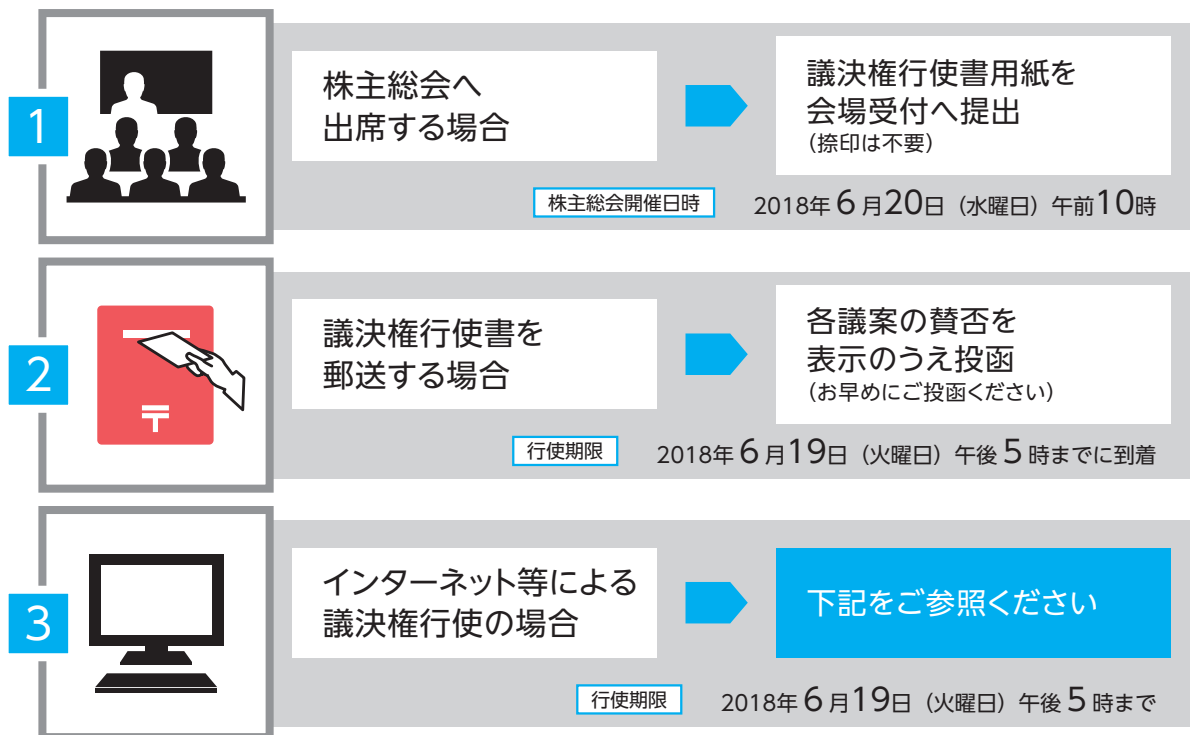 1
株主総会へ
出席する場合
議決権行使書用紙を
会場受付へ提出
(捺印は不要)
株主総会開催日時
2018年6月20日（水曜日）午前10時
2
〒
議決権行使書を
郵送する場合
各議案の賛否を
表示のうえ投函
(お早めにご投函ください)
行使期限
2018年6月19日（火曜日）午後5時までに到着
3
インターネット等による
議決権行使の場合
下記をご参照ください
行使期限
2018年6月19日（火曜日）午後5時まで